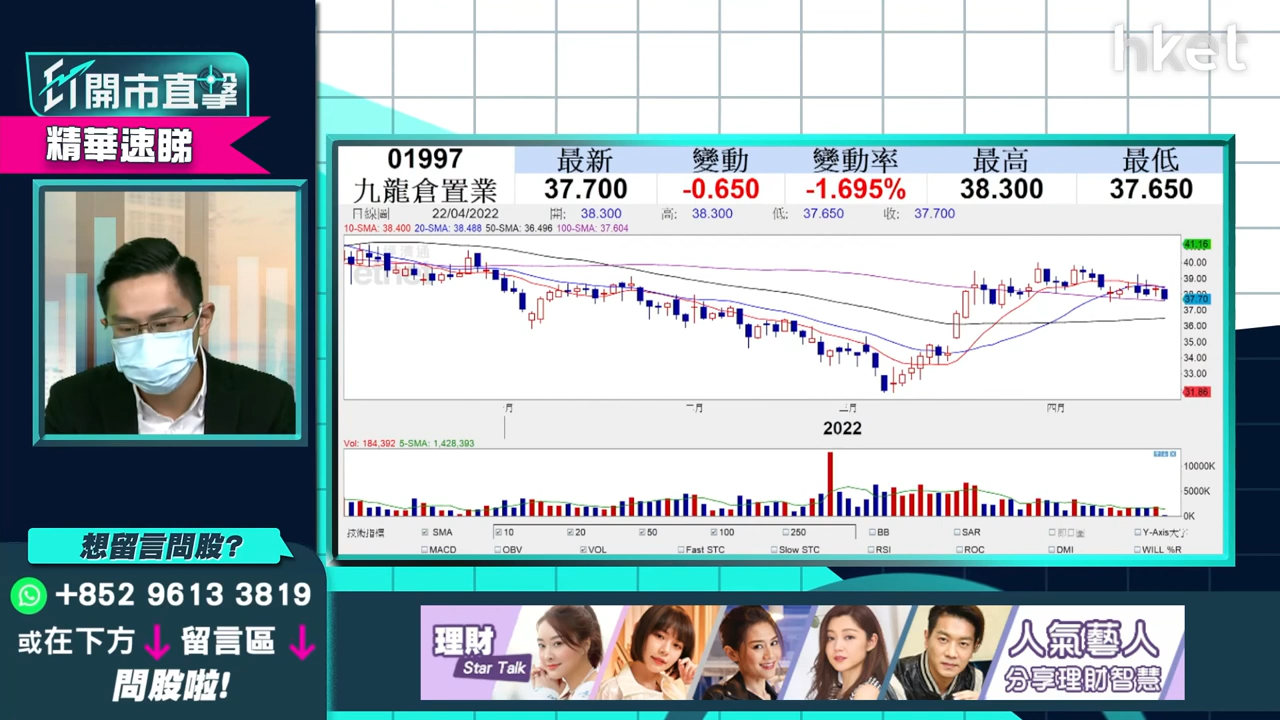 hket
ET開市直擊
精華速睇
01997
九龍倉置業
最新
37.700
變動
-0.650
變動率
-1.695%
最高
38.300
最低
37.650
日線圖 22/04/2022 開: 38.300 高: 38.300 低: 37.650 收: 37.700
10-SMA: 38.400 20-SMA: 38.488 50-SMA: 36.496 100-SMA: 37.604
41.16
40.00
39.00
37.70
37.00
36.00
35.00
34.00
33.00
31.86
二月 三月 四月
2022
Vol: 184,392 5-SMA: 1,428,393
10000K
5000K
0K
技術指標 SMA 10 20 50 100 250 BB SAR Y-Axis
MACD OBV VOL Fast STC Slow STC RSI ROC DMI WILL %R
想留言問股?
+852 9613 3819
或在下方↓留言區↓
問股啦!
理財
Star Talk
人氣藝人
分享理財智慧